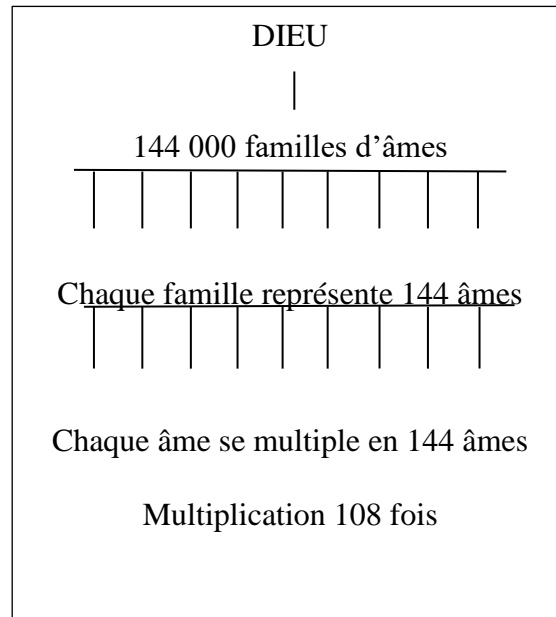 DIEU
144 000 familles d’âmes
Chaque famille représente 144 âmes
Chaque âme se multiple en 144 âmes
Multiplication 108 fois